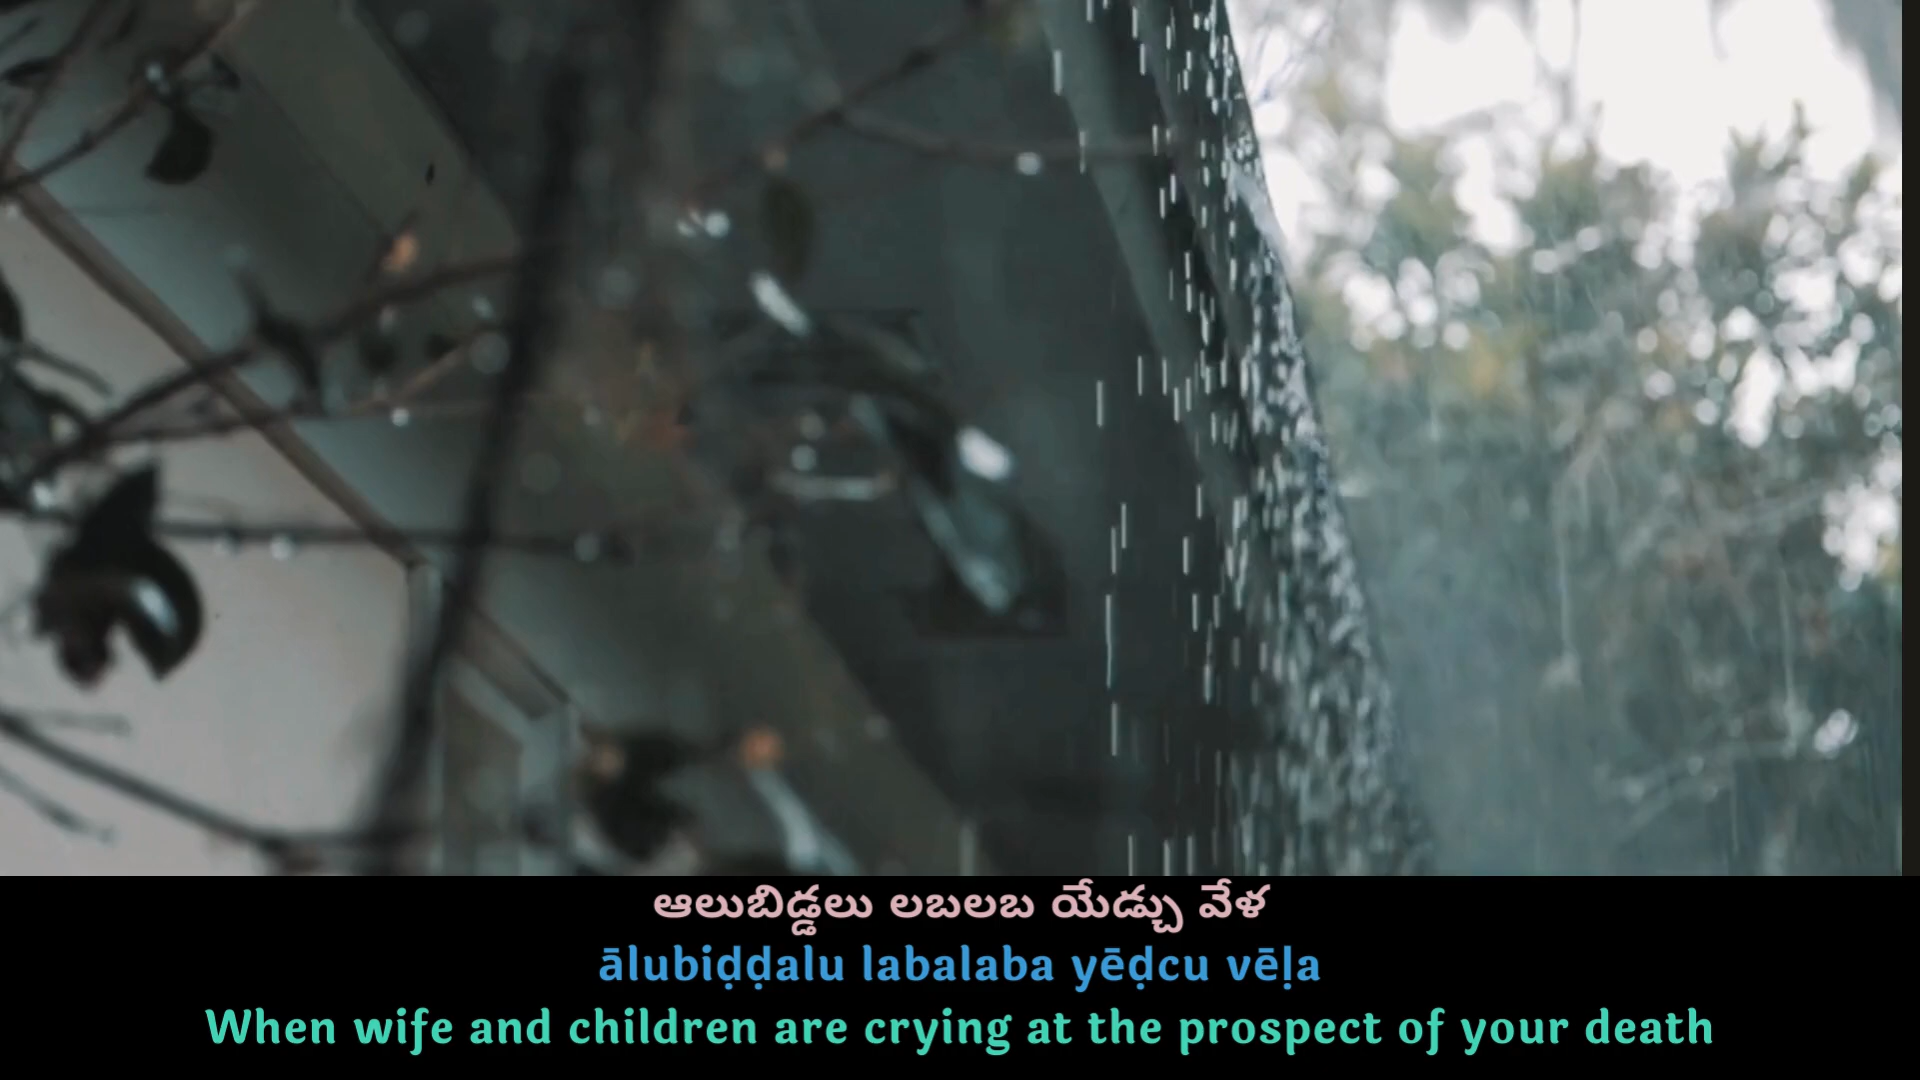 ఆలుబిడ్డలు లబలబ యేడ్చు వేళ
ālubiḍḍalu labalaba yēḍcu vēḷa
When wife and children are crying at the prospect of your death